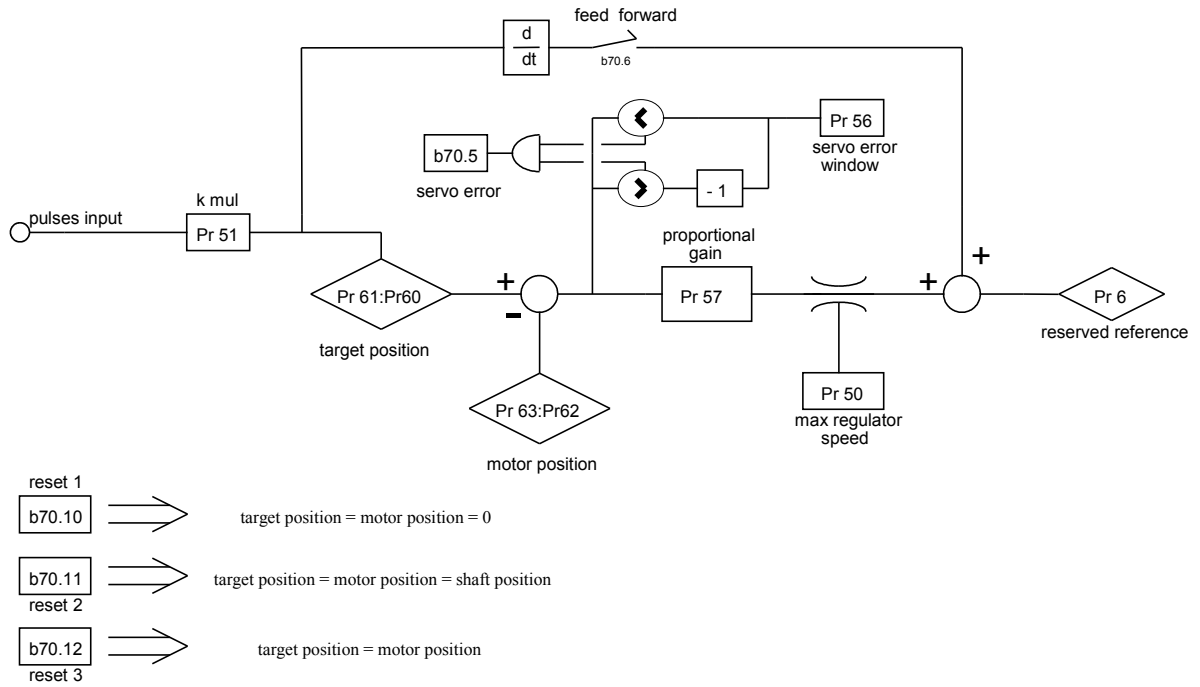 feed forward
d
dt
b70.6
Pr 56
servo error
window
b70.5
servo error
- 1
k mul
pulses input
Pr 51
proportional
gain
Pr 61:Pr60
+
-
Pr 57
+
+
Pr 6
target position
reserved reference
Pr 63:Pr62
Pr 50
max regulator
speed
motor position
reset 1
b70.10
target position = motor position = 0
b70.11
target position = motor position = shaft position
reset 2
b70.12
target position = motor position
reset 3